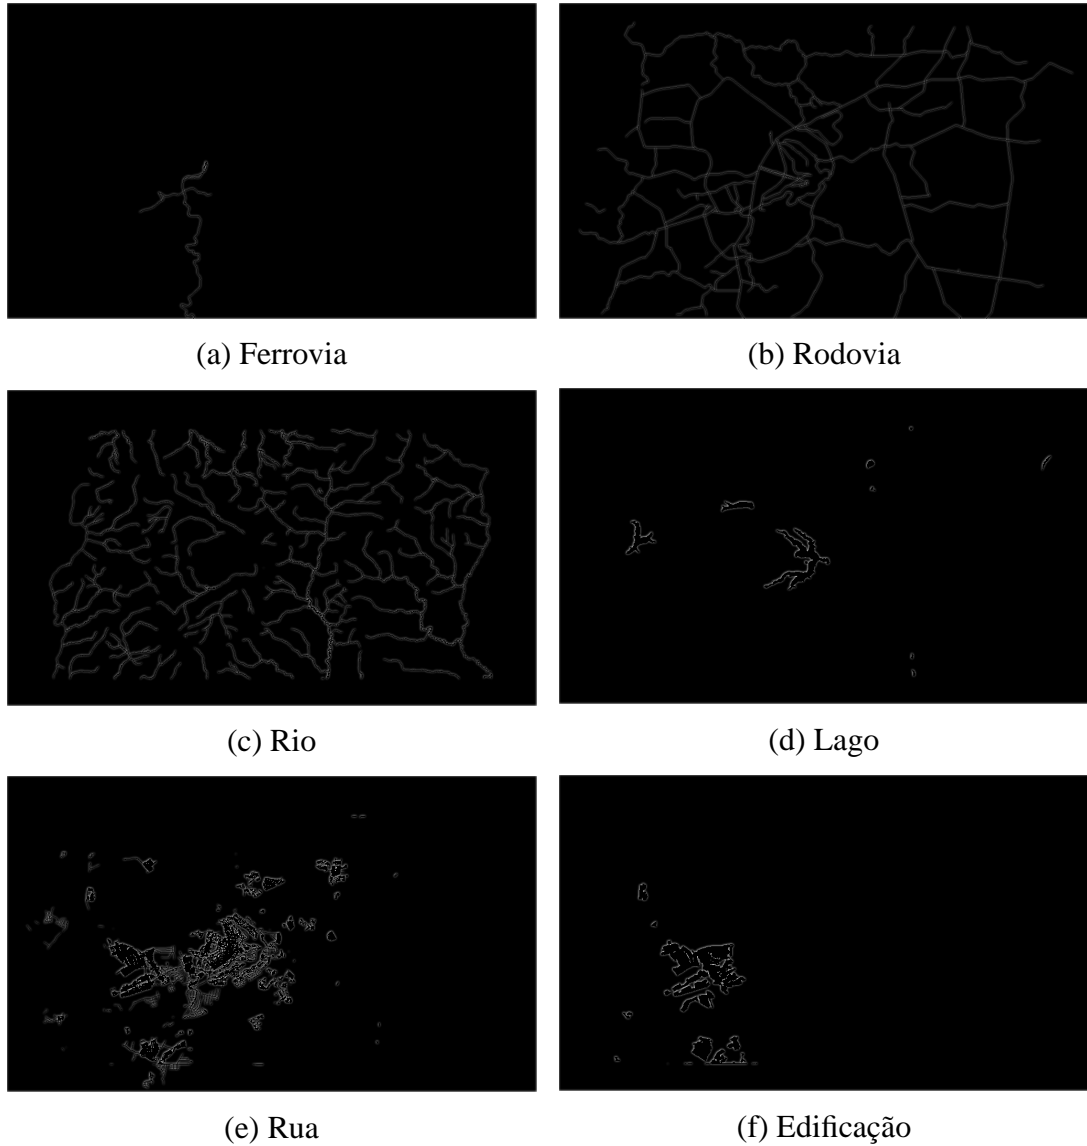 (a) Ferrovia
(b) Rodovia
(c) Rio
(d) Lago
(e) Rua
(f) Edificação